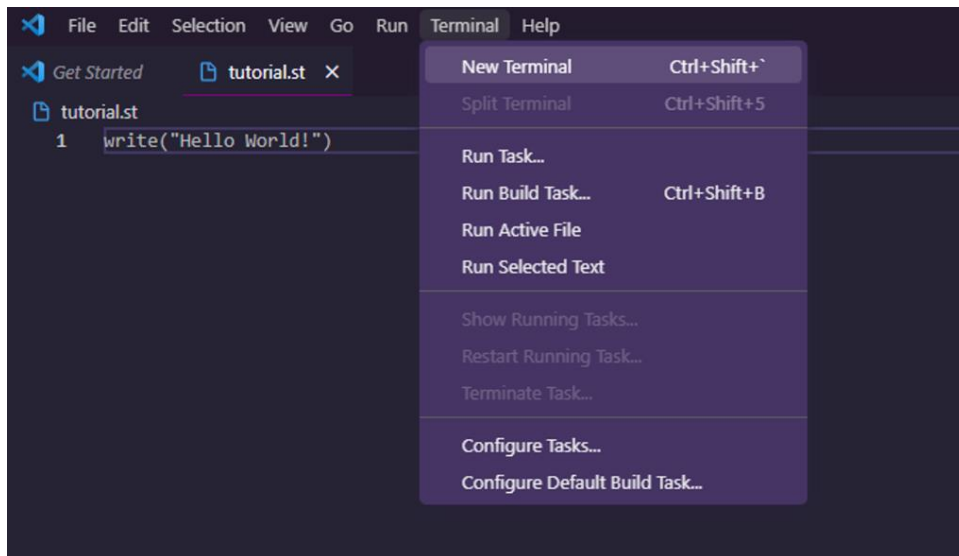 File Edit Selection View Go Run Terminal Help
Get Started tutorial.st ×
tutorial.st
1 write("Hello World!")
New Terminal Ctrl+Shift+`
Split Terminal Ctrl+Shift+5
Run Task...
Run Build Task... Ctrl+Shift+B
Run Active File
Run Selected Text
Show Running Tasks...
Restart Running Task...
Terminate Task...
Configure Tasks...
Configure Default Build Task...